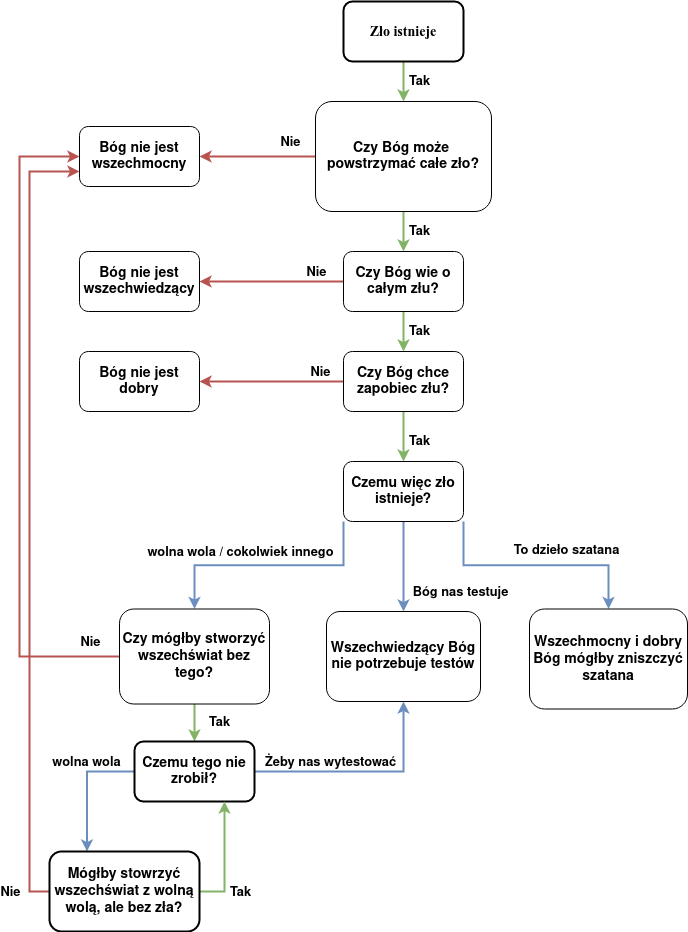 Zło istnieje
Tak
Nie
Bóg nie jest
wszechmocny
Czy Bóg może
powstrzymać całe zło?
Tak
Bóg nie jest
wszechwiedzący
Nie
Czy Bóg wie o
całym złu?
Tak
Bóg nie jest
dobry
Nie
Czy Bóg chce
zapobiec złu?
Tak
Czemu więc zło
istnieje?
wolna wola / cokolwiek innego
To dzieło szatana
Bóg nas testuje
Nie
Czy mógłby stworzyć
wszechświat bez
tego?
Wszechwiedzący Bóg
nie potrzebuje testów
Wszechmocny i dobry
Bóg mógłby zniszczyć
szatana
Tak
wolna wola
Czemu tego nie
zrobił?
Żeby nas wytestować
Nie
Mógłby stowrzyć
wszechświat z wolną
wolą, ale bez zła?
Tak